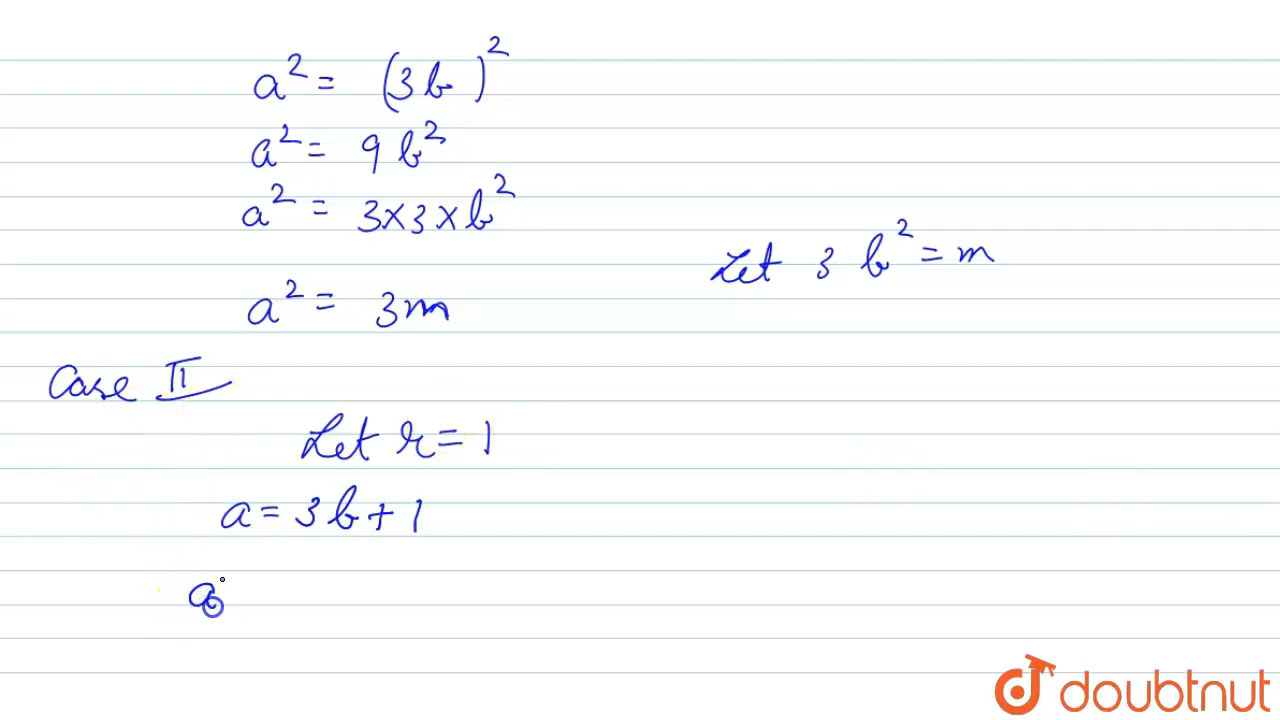 a² = (3b)²
a² = 9b²
a² = 3×3×b²
Let 3b² = m
a² = 3m
Case II
Let r = 1
a = 3b + 1
a
doubtnut